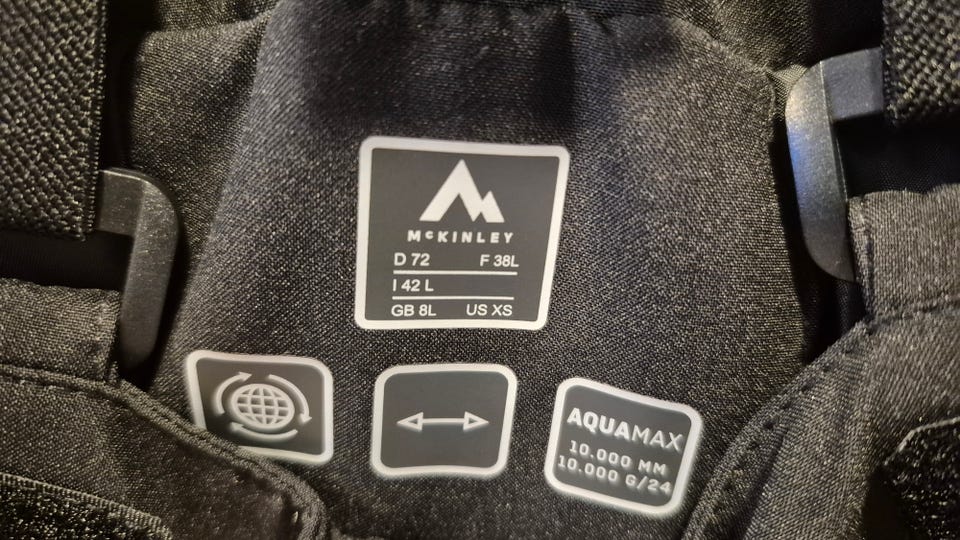 McKINLEY
D 72 F 38L
I 42 L
GB 8L US XS
AQUAMAX
10.000 MM
10.000 G/24